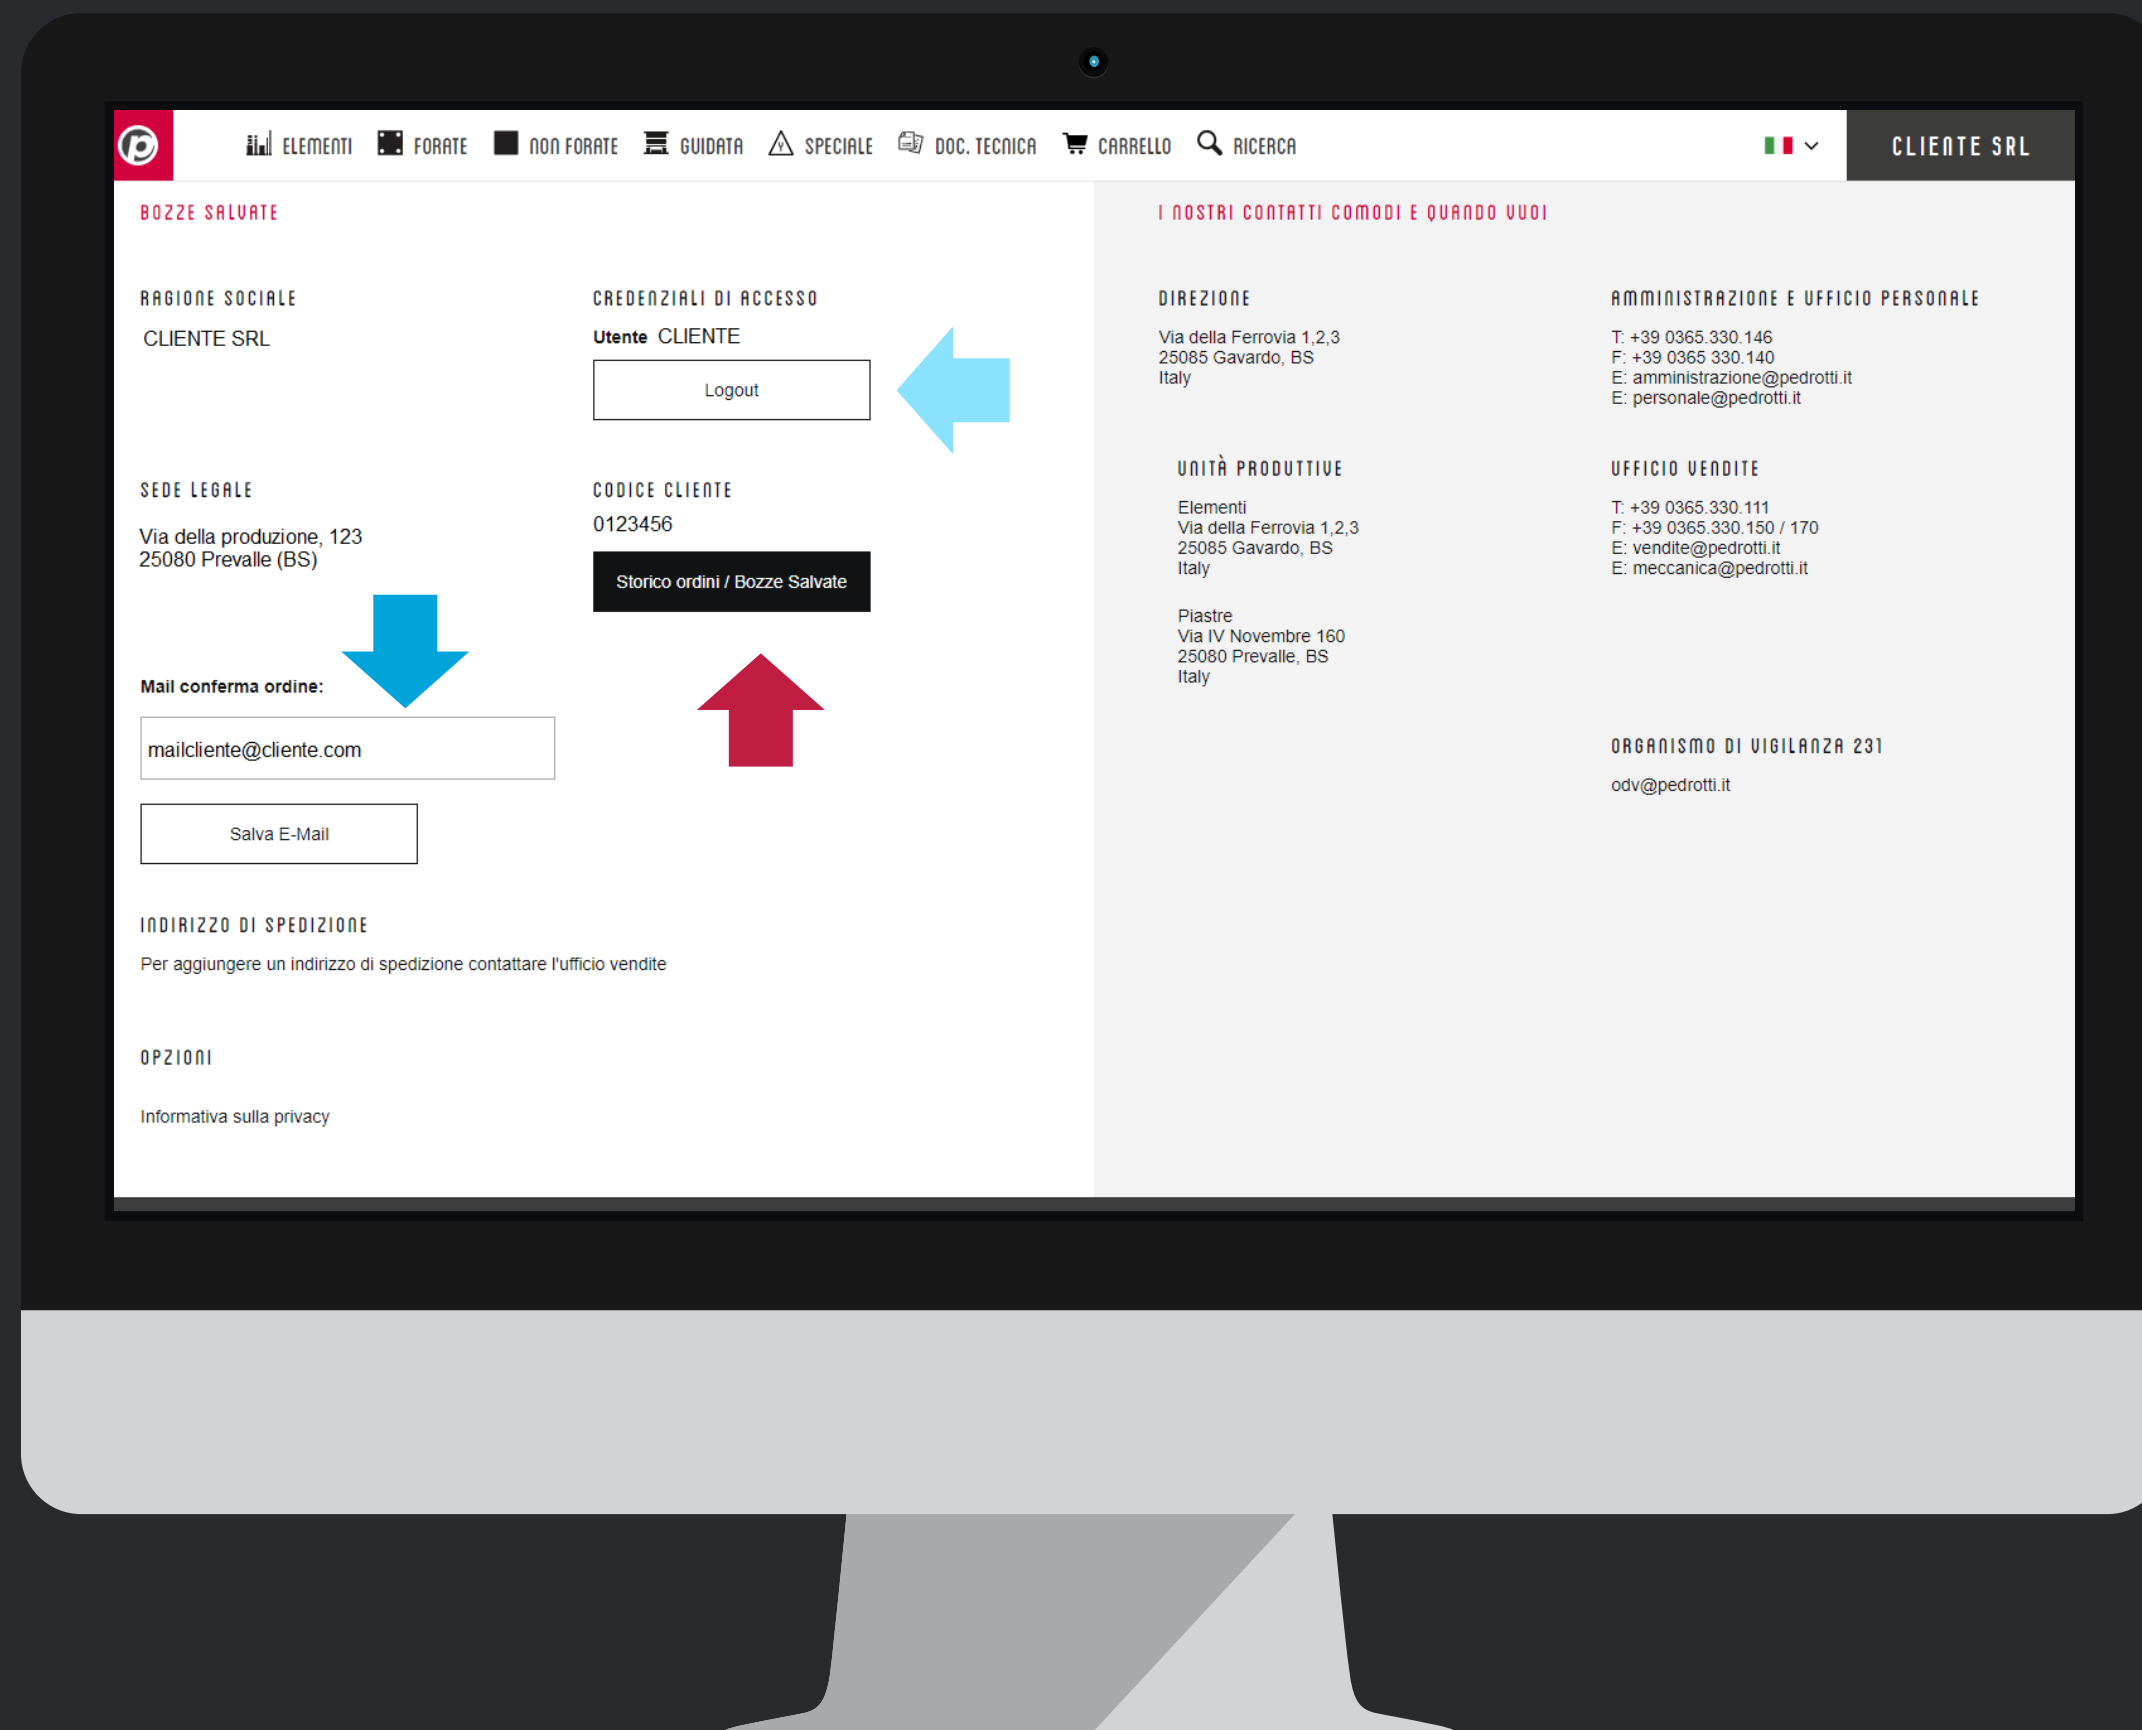 ELEMENTI FORATE NON FORATE GUIDATA SPECIALE DOC. TECNICA CARRELLO RICERCA CLIENTE SRL
BOZZE SALVATE
RAGIONE SOCIALE
CLIENTE SRL
CREDENZIALI DI ACCESSO
Utente CLIENTE
Logout
SEDE LEGALE
Via della produzione, 123
25080 Prevalle (BS)
CODICE CLIENTE
0123456
Storico ordini / Bozze Salvate
Mail conferma ordine:
mailcliente@cliente.com
Salva E-Mail
INDIRIZZO DI SPEDIZIONE
Per aggiungere un indirizzo di spedizione contattare l'ufficio vendite
OPZIONI
Informativa sulla privacy
I NOSTRI CONTATTI COMODI E QUANDO VUOI
DIREZIONE
Via della Ferrovia 1,2,3
25085 Gavardo, BS
Italy
AMMINISTRAZIONE E UFFICIO PERSONALE
T: +39 0365.330.146
F: +39 0365 330.140
E: amministrazione@pedrotti.it
E: personale@pedrotti.it
UNITÀ PRODUTTIVE
Elementi
Via della Ferrovia 1,2,3
25085 Gavardo, BS
Italy
Piastre
Via IV Novembre 160
25080 Prevalle, BS
Italy
UFFICIO VENDITE
T: +39 0365.330.111
F: +39 0365.330.150 / 170
E: vendite@pedrotti.it
E: meccanica@pedrotti.it
ORGANISMO DI VIGILANZA 231
odv@pedrotti.it